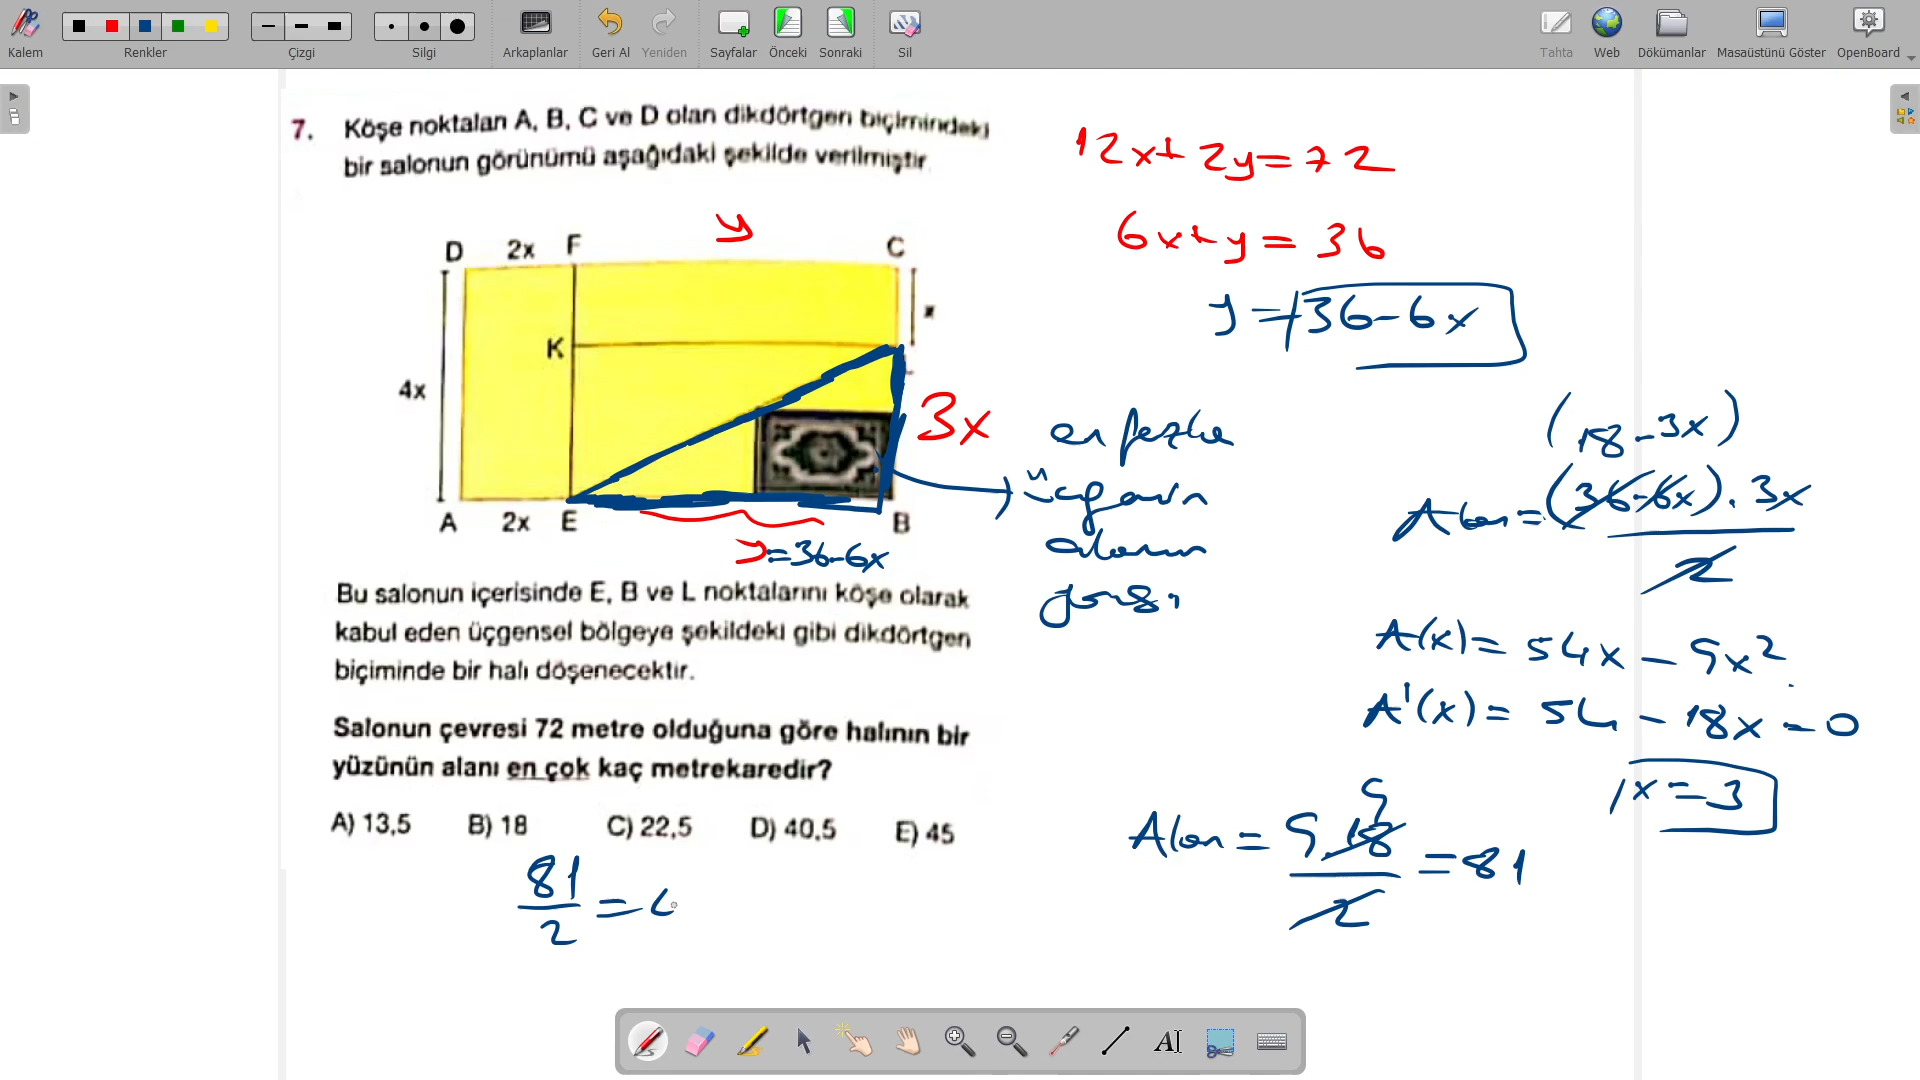 Kalem
Renkler
Çizgi
Silgi
Arkaplanlar
Geri Al
Yeniden
Sayfalar
Önceki
Sonraki
Sil
Tahta
Web
Dökümanlar
Masaüstünü Göster
OpenBoard
7. Köşe noktaları A, B, C ve D olan dikdörtgen biçimindeki
bir salonun görünümü aşağıdaki şekilde verilmiştir
y
D 2x F C
x
K
4x
3x
A 2x E B
y=36-6x
Bu salonun içerisinde E, B ve L noktalarını köşe olarak
kabul eden üçgensel bölgeye şekildeki gibi dikdörtgen
biçiminde bir halı döşenecektir.
Salonun çevresi 72 metre olduğuna göre halının bir
yüzünün alanı en çok kaç metrekaredir?
A) 13,5 B) 18 C) 22,5 D) 40,5 E) 45
81/2 =
12x+2y=72
6x+y=36
y=36-6x
en fazla
üçgenin
alanın
yarısı
(18-3x)
Alan=(36-6x).3x
2
A(x)=54x-9x²
A'(x)=54-18x=0
x=3
9
Alan=9.18/2=81
AI